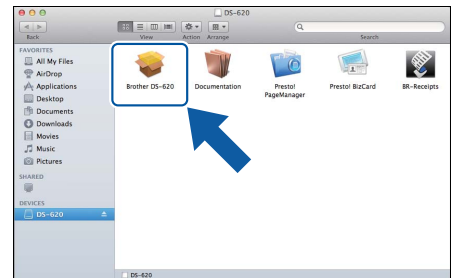 DS-620
Back
View
Action
Arrange
Search
FAVORITES
All My Files
AirDrop
Applications
Desktop
Documents
Downloads
Movies
Music
Pictures
SHARED
DEVICES
DS-620
Brother DS-620
Documentation
Presto!
PageManager
Presto! BizCard
BR-Receipts
DS-620